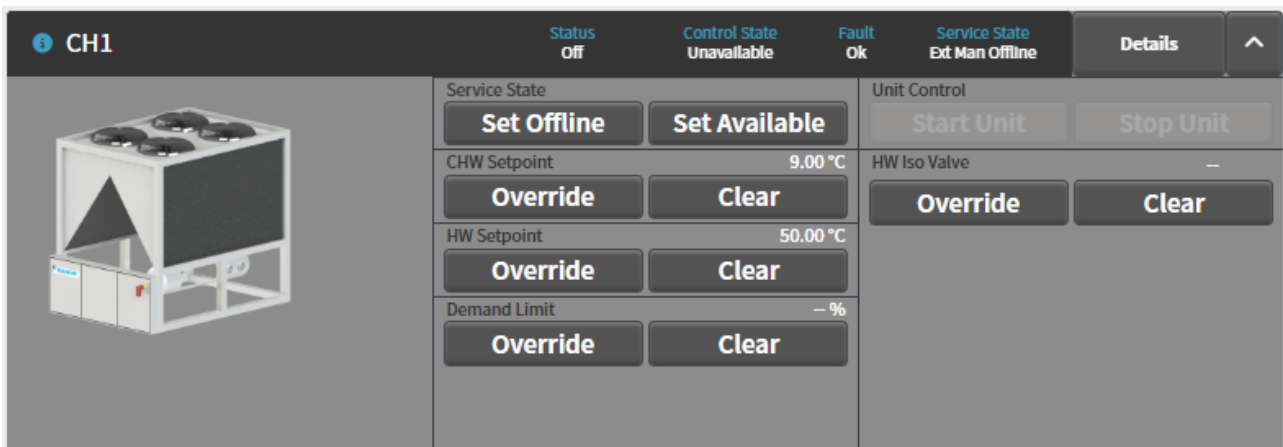 CH1
Status
Off
Control State
Unavailable
Fault
Ok
Service State
Ext Man Offline
Details
Service State
Set Offline Set Available
CHW Setpoint 9.00 °C
Override Clear
HW Setpoint 50.00 °C
Override Clear
Demand Limit -- %
Override Clear
Unit Control
Start Unit Stop Unit
HW Iso Valve --
Override Clear
DAIKIN